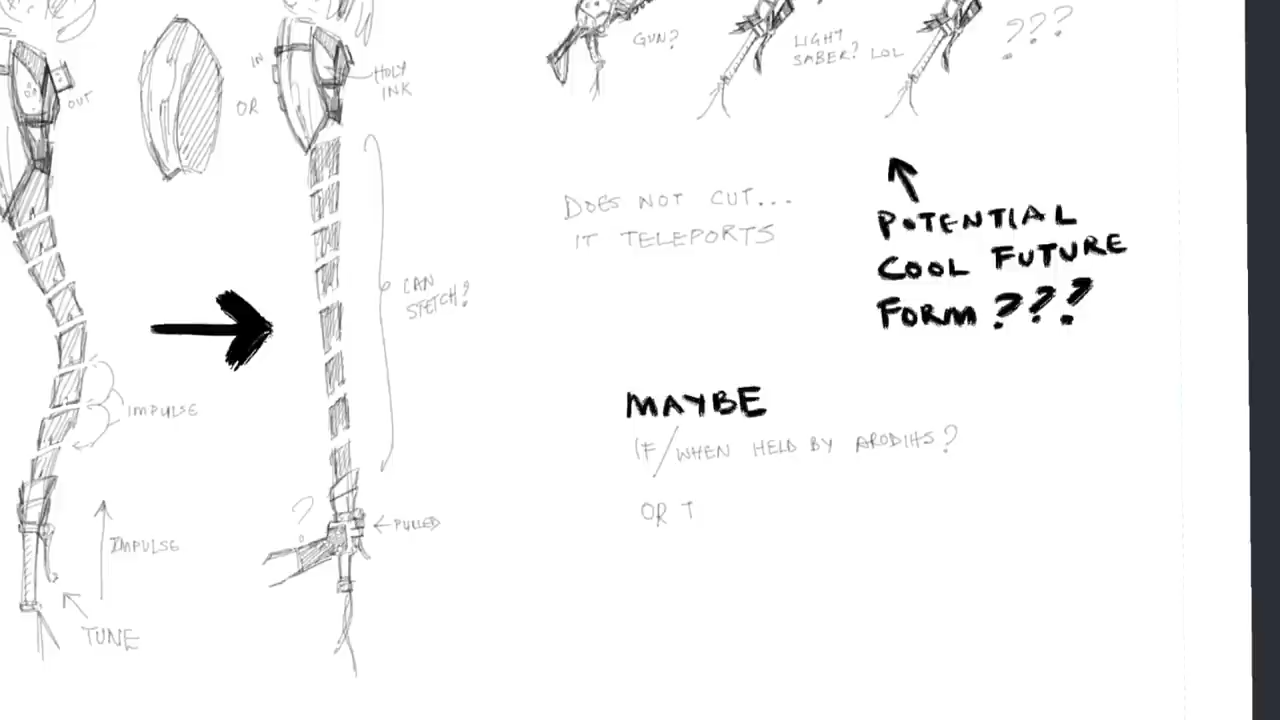 OUT
OR
IN
HOLY
INK
GUN?
LIGHT
SABER? LOL
???
DOES NOT CUT...
IT TELEPORTS
POTENTIAL
COOL FUTURE
FORM ???
CAN
STETCH?
IMPULSE
MAYBE
IF/WHEN HELD BY ARODIHS?
OR T
?
← PULLED
IMPULSE
TUNE